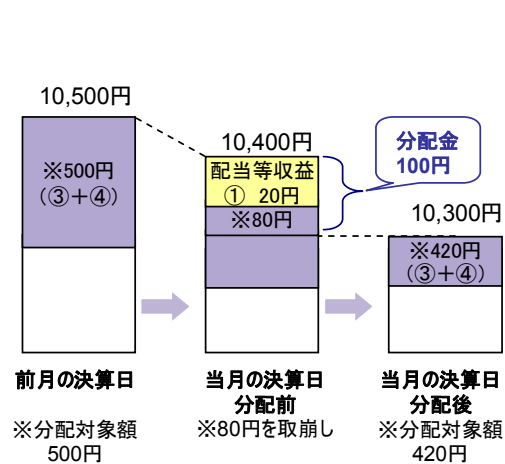 10,500円
※500円
（③＋④）
前月の決算日
※分配対象額
500円
10,400円
配当等収益
① 20円
※80円
分配金
100円
当月の決算日
分配前
※80円を取崩し
10,300円
※420円
（③＋④）
当月の決算日
分配後
※分配対象額
420円